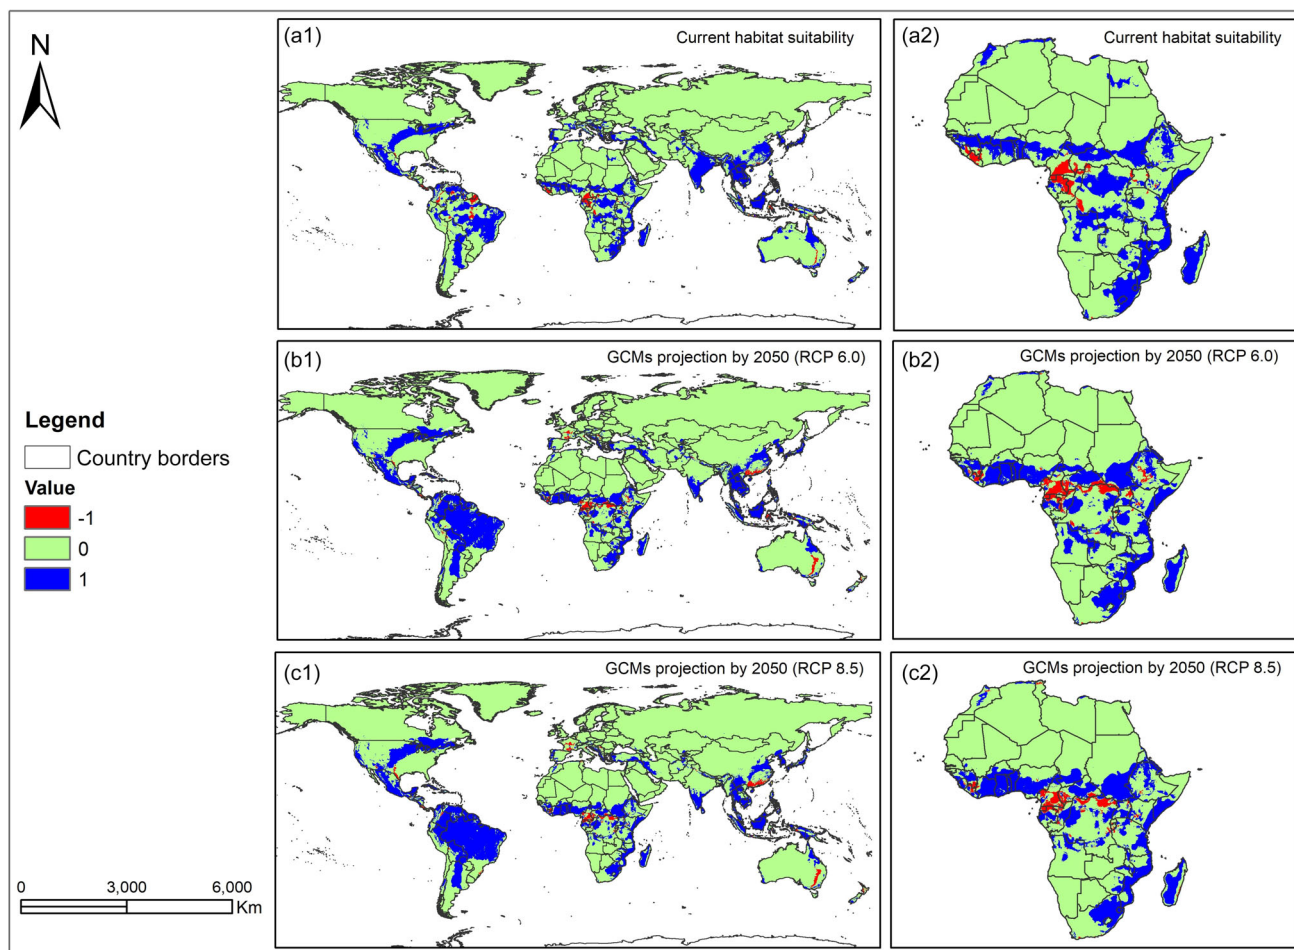 N
(a1)
Current habitat suitability
(a2)
Current habitat suitability
(b1)
GCMs projection by 2050 (RCP 6.0)
(b2)
GCMs projection by 2050 (RCP 6.0)
Legend
Country borders
Value
-1
0
1
(c1)
GCMs projection by 2050 (RCP 8.5)
(c2)
GCMs projection by 2050 (RCP 8.5)
0 3,000 6,000
Km